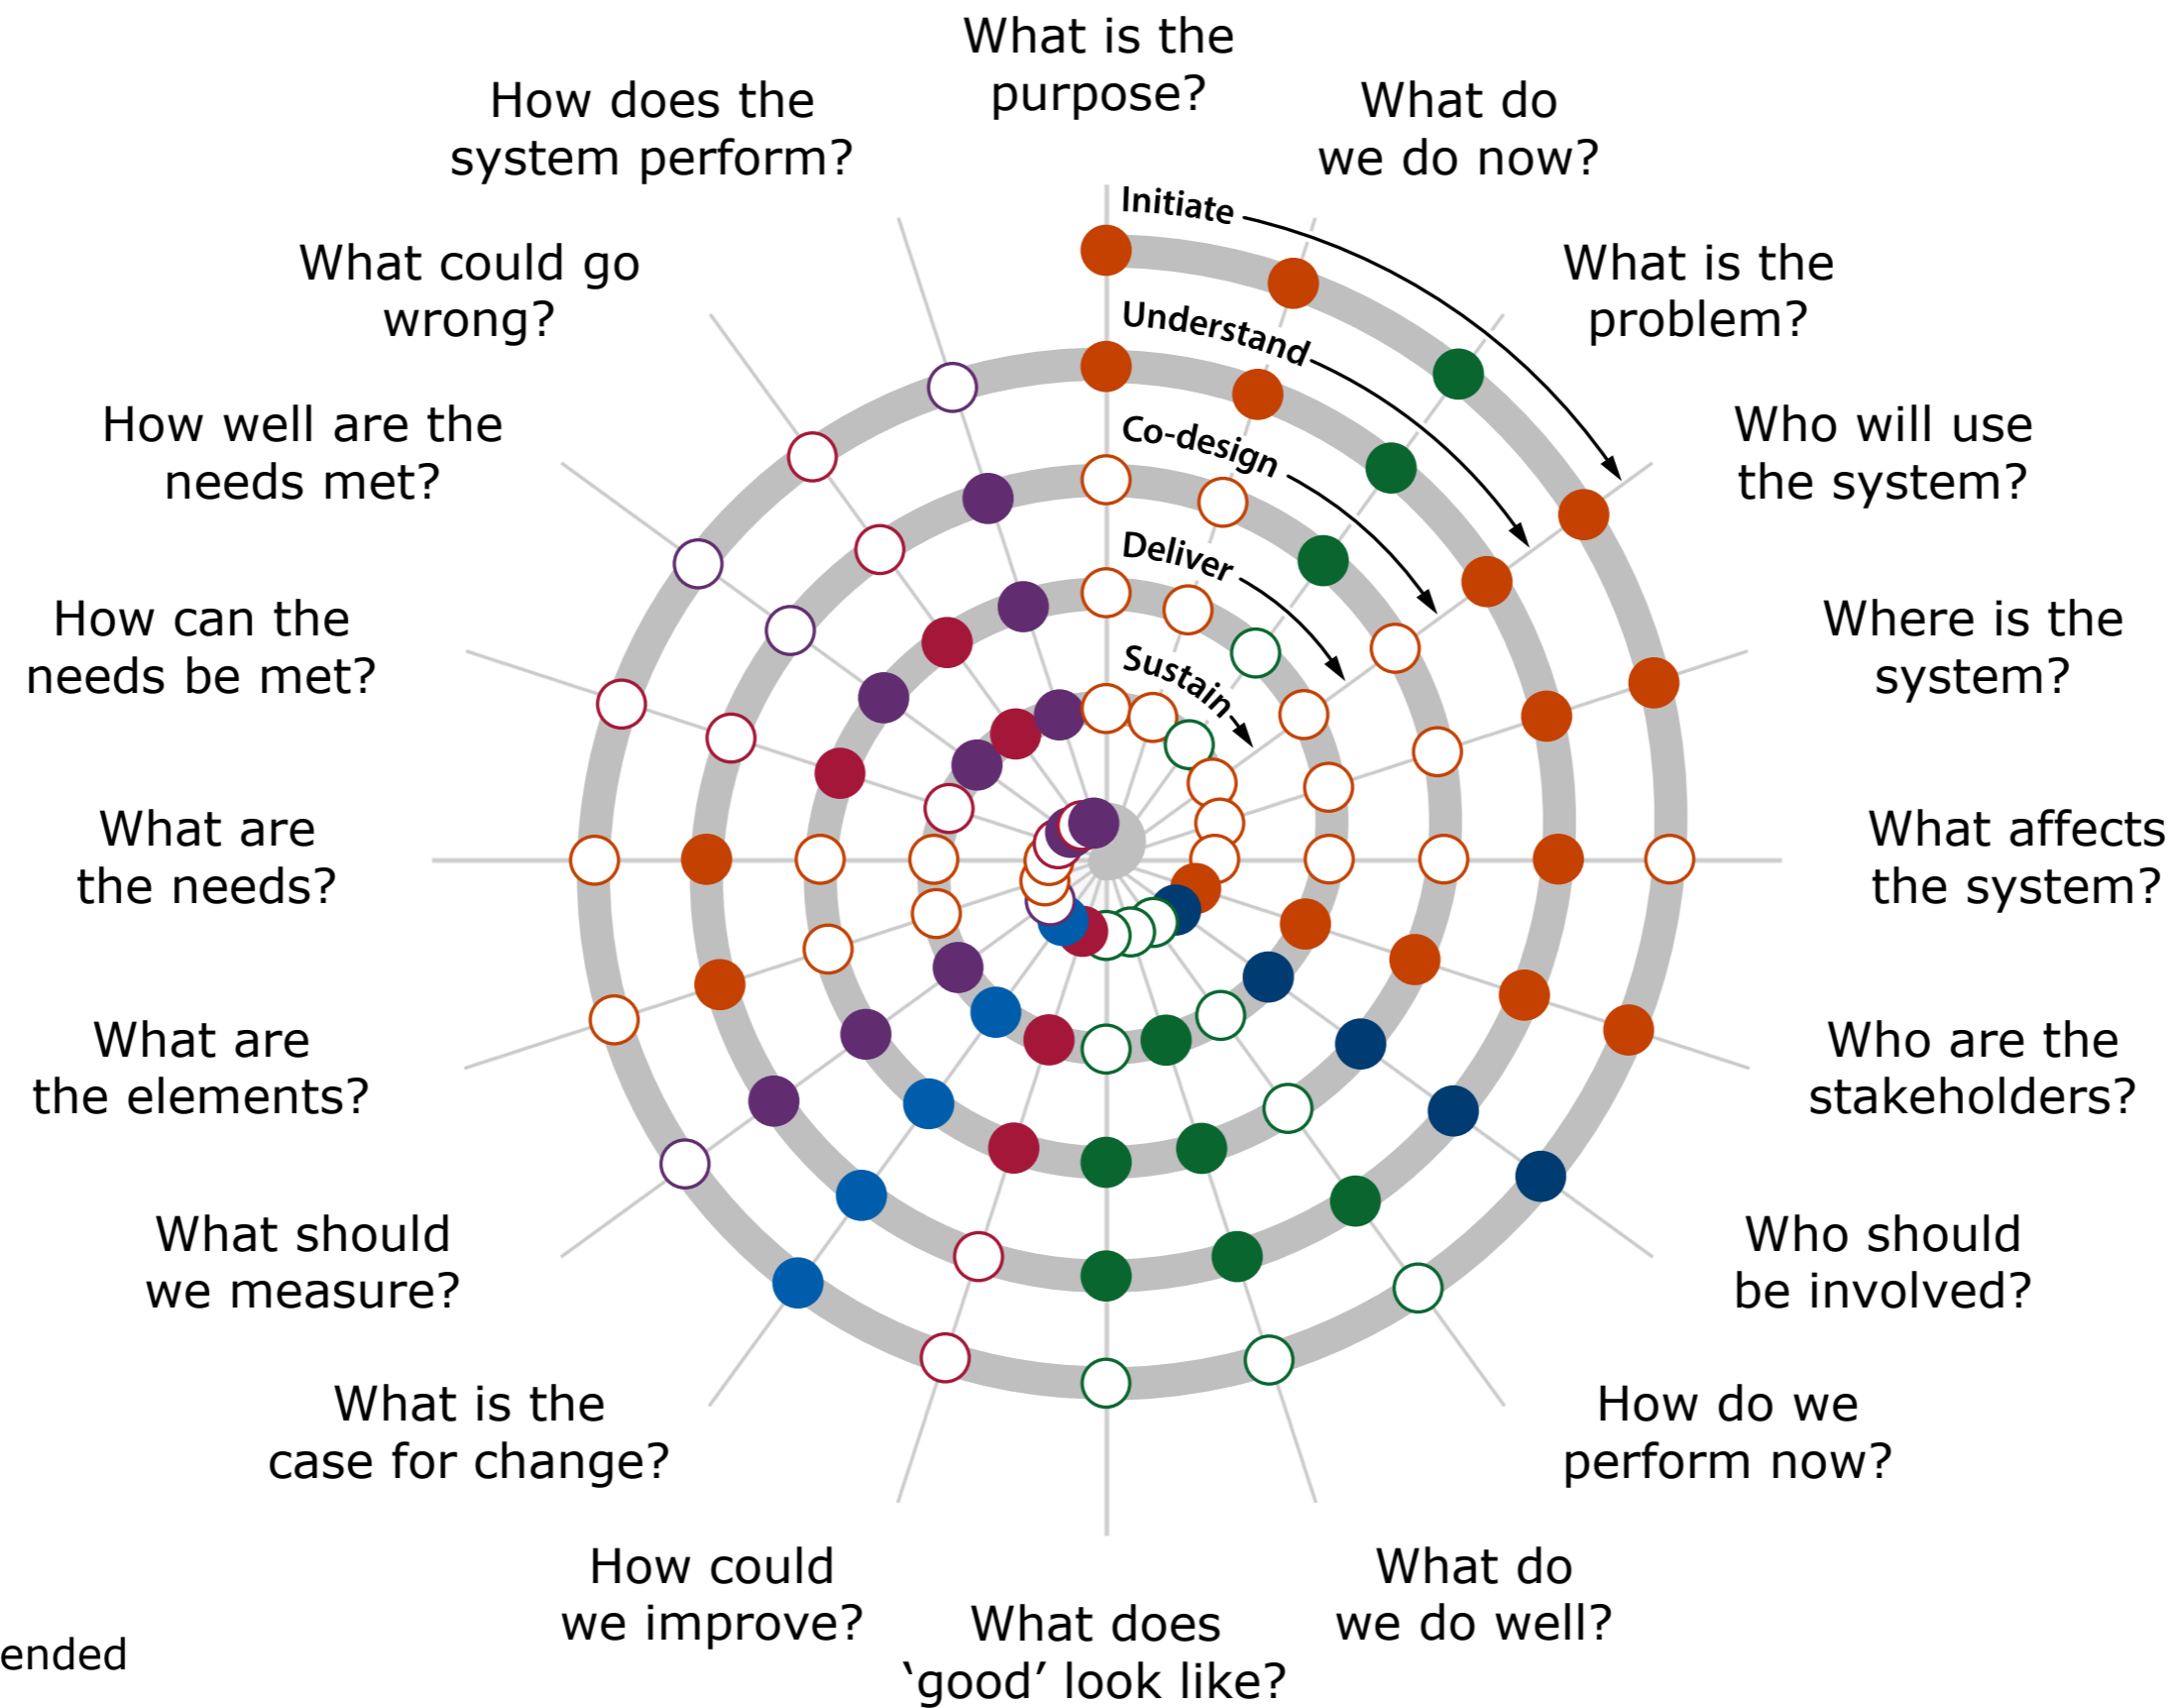 What is the
purpose?
What do
we do now?
What is the
problem?
Who will use
the system?
Where is the
system?
What affects
the system?
Who are the
stakeholders?
Who should
be involved?
How do we
perform now?
What do
we do well?
What does
‘good’ look like?
How could
we improve?
What is the
case for change?
What should
we measure?
What are
the elements?
What are
the needs?
How can the
needs be met?
How well are the
needs met?
What could go
wrong?
How does the
system perform?
Initiate
Understand
Co-design
Deliver
Sustain
ended